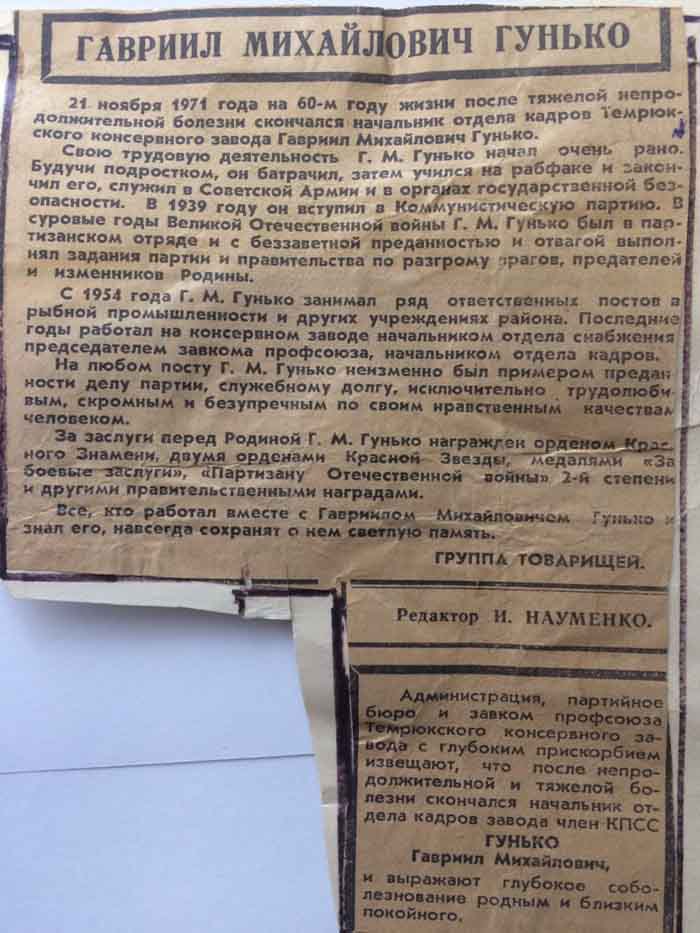 ГАВРИИЛ МИХАЙЛОВИЧ ГУНЬКО
21 ноября 1971 года на 60-м году жизни после тяжелой непро-
должительной болезни скончался начальник отдела кадров Темрюк-
ского консервного завода Гавриил Михайлович Гунько.
Свою трудовую деятельность Г. М. Гунько начал очень рано.
Будучи подростком, он батрачил, затем учился на рабфаке и закон-
чил его, служил в Советской Армии и в органах государственной без-
опасности. В 1939 году он вступил в Коммунистическую партию. В
суровые годы Великой Отечественной войны Г. М. Гунько был в пар-
тизанском отряде и с беззаветной преданностью и отвагой выпол-
нял задания партии и правительства по разгрому врагов, предателей
и изменников Родины.
С 1954 года Г. М. Гунько занимал ряд ответственных постов в
рыбной промышленности и других учреждениях района. Последние
годы работал на консервном заводе начальником отдела снабжения
председателем завкома профсоюза, начальником отдела кадров.
На любом посту Г. М. Гунько неизменно был примером предан
ности делу партии, служебному долгу, исключительно трудолюби-
вым, скромным и безупречным по своим нравственным качествам
человеком.
За заслуги перед Родиной Г. М. Гунько награжден орденом Крас
ного Знамени, двумя орденами Красной Звезды, медалями «За
боевые заслуги», «Партизану Отечественной войны» 2-й степени
и другими правительственными наградами.
Все, кто работал вместе с Гавриилом Михайловичем Гунько и
знал его, навсегда сохранят о нем светлую память.
ГРУППА ТОВАРИЩЕЙ.
Редактор И. НАУМЕНКО.
Администрация, партийное
бюро и завком профсоюза
Темрюкского консервного за-
вода с глубоким прискорбием
извещают, что после непро-
должительной и тяжелой бо-
лезни скончался начальник от-
дела кадров завода член КПСС
ГУНЬКО
Гавриил Михайлович,
и выражают глубокое собо-
лезнование родным и близким
покойного.